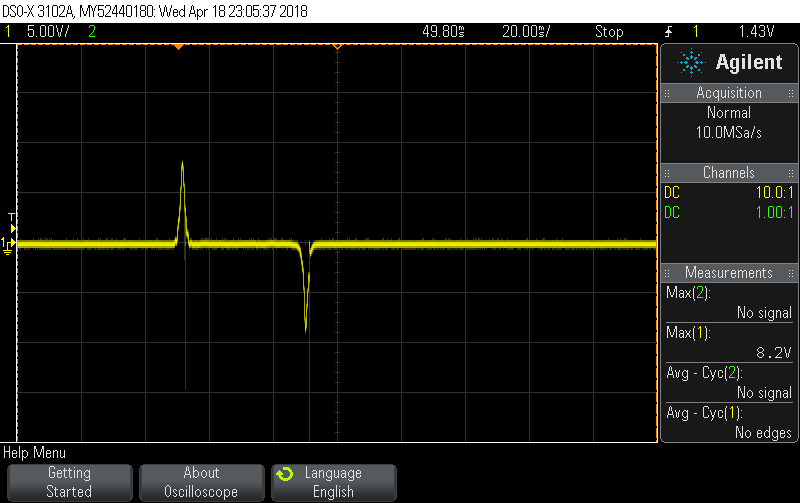 DSO-X 3102A, MY52440180: Wed Apr 18 23:05:37 2018
1 5.00V/ 2 49.80s 20.00s/ Stop 1 1.43V
Agilent
Acquisition
Normal
10.0MSa/s
Channels
DC 10.0:1
DC 1.00:1
T
1
Measurements
Max(2):
No signal
Max(1):
8.2V
Avg - Cyc(2):
No signal
Avg - Cyc(1):
No edges
Help Menu
Getting
Started
About
Oscilloscope
Language
English